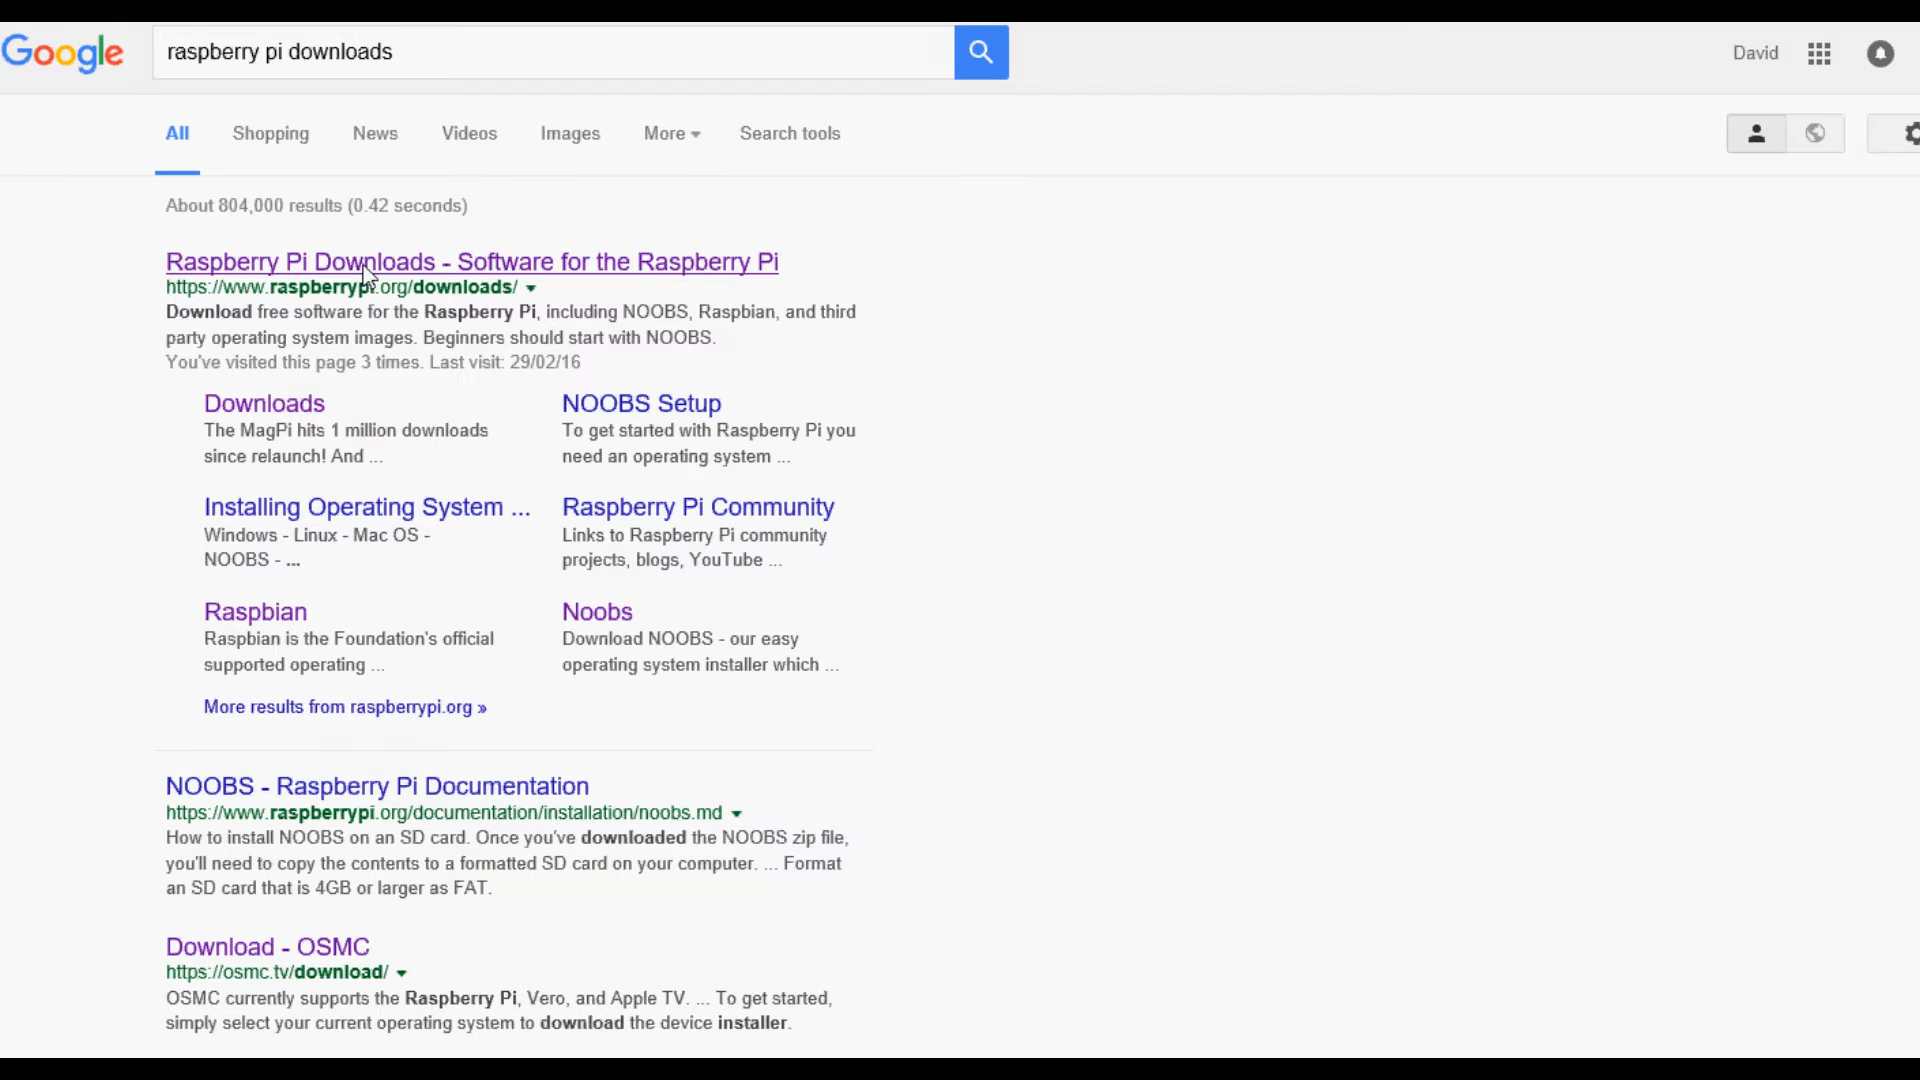 Google
raspberry pi downloads
David
All Shopping News Videos Images More Search tools
About 804,000 results (0.42 seconds)
Raspberry Pi Downloads - Software for the Raspberry Pi
https://www.raspberrypi.org/downloads/
Download free software for the Raspberry Pi, including NOOBS, Raspbian, and third
party operating system images. Beginners should start with NOOBS.
You've visited this page 3 times. Last visit: 29/02/16
Downloads
The MagPi hits 1 million downloads
since relaunch! And ...
NOOBS Setup
To get started with Raspberry Pi you
need an operating system ...
Installing Operating System ...
Windows - Linux - Mac OS -
NOOBS - ...
Raspberry Pi Community
Links to Raspberry Pi community
projects, blogs, YouTube ...
Raspbian
Raspbian is the Foundation's official
supported operating ...
Noobs
Download NOOBS - our easy
operating system installer which ...
More results from raspberrypi.org »
NOOBS - Raspberry Pi Documentation
https://www.raspberrypi.org/documentation/installation/noobs.md
How to install NOOBS on an SD card. Once you've downloaded the NOOBS zip file,
you'll need to copy the contents to a formatted SD card on your computer. ... Format
an SD card that is 4GB or larger as FAT.
Download - OSMC
https://osmc.tv/download/
OSMC currently supports the Raspberry Pi, Vero, and Apple TV. ... To get started,
simply select your current operating system to download the device installer.